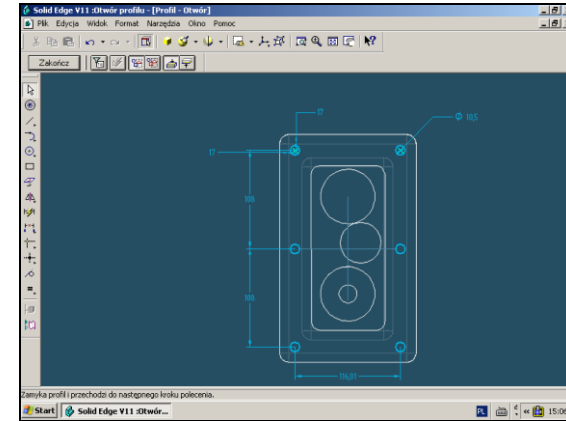 Solid Edge V11 :Otwór profilu - [Profil - Otwór]
Plik Edycja Widok Format Narzędzia Okno Pomoc
Zakończ
17
Ø 10,5
17
100
100
116,01
Zamyka profil i przechodzi do następnego kroku polecenia.
Start Solid Edge V11 :Otwór... PL « 15:06